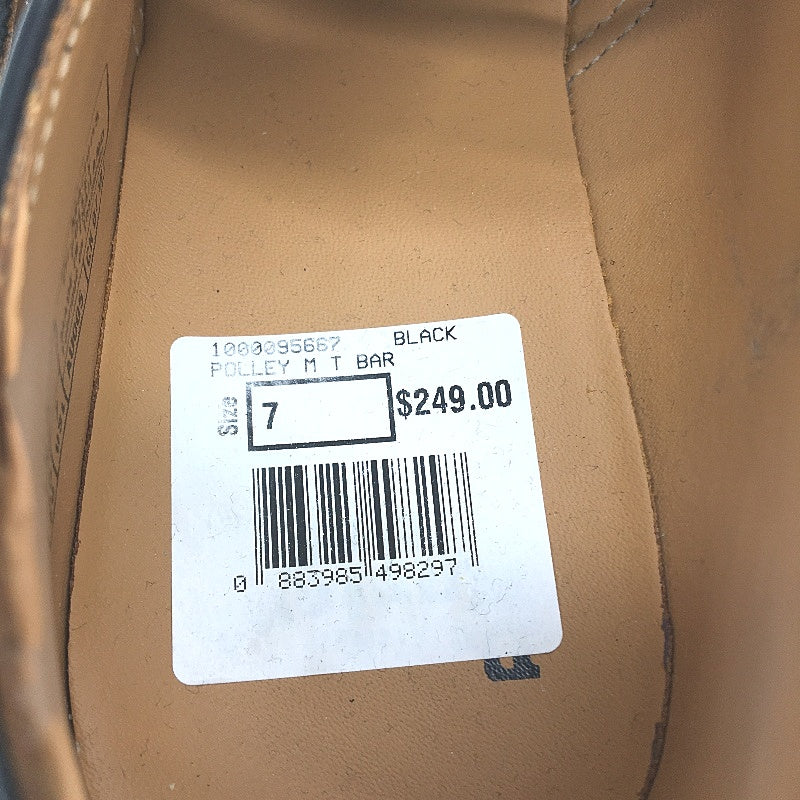 1000095667 BLACK
POLLEY M T BAR
Size 7 $249.00
0 883985 498297